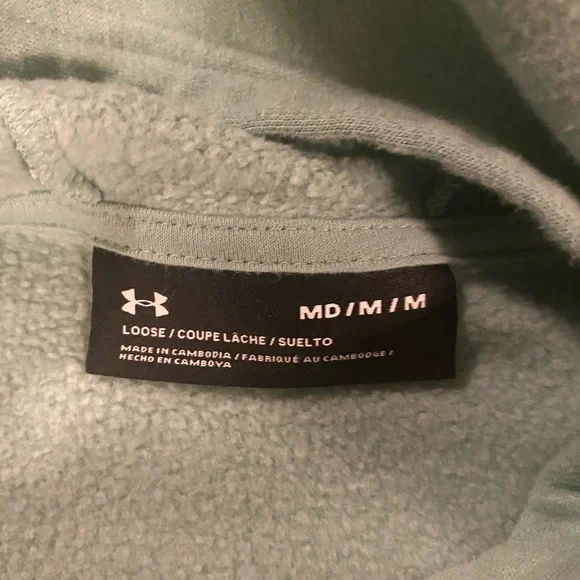 MD/M/M
LOOSE / COUPE LÂCHE / SUELTO
MADE IN CAMBODIA / FABRIQUÉ AU CAMBODGE /
HECHO EN CAMBOYA